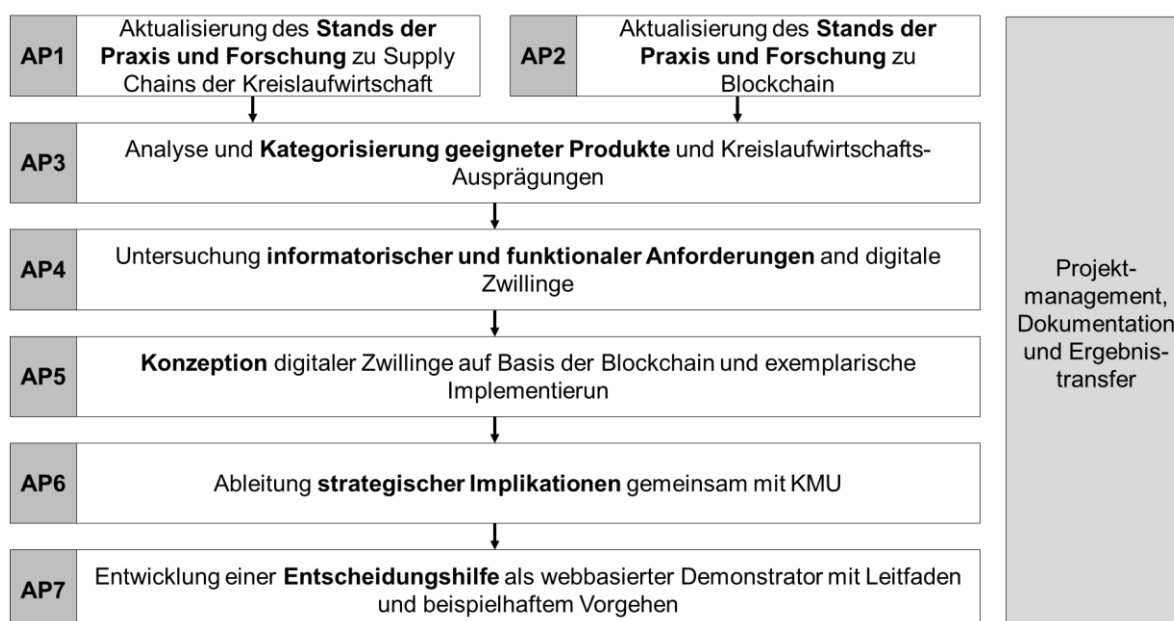 AP1
Aktualisierung des Stands der
Praxis und Forschung zu Supply
Chains der Kreislaufwirtschaft
AP2
Aktualisierung des Stands der
Praxis und Forschung zu
Blockchain
AP3
Analyse und Kategorisierung geeigneter Produkte und Kreislaufwirtschafts-
Ausprägungen
AP4
Untersuchung informatorischer und funktionaler Anforderungen and digitale
Zwillinge
AP5
Konzeption digitaler Zwillinge auf Basis der Blockchain und exemplarische
Implementierun
AP6
Ableitung strategischer Implikationen gemeinsam mit KMU
AP7
Entwicklung einer Entscheidungshilfe als webbasierter Demonstrator mit Leitfaden
und beispielhaftem Vorgehen
Projekt-
management,
Dokumentation
und Ergebnis-
transfer